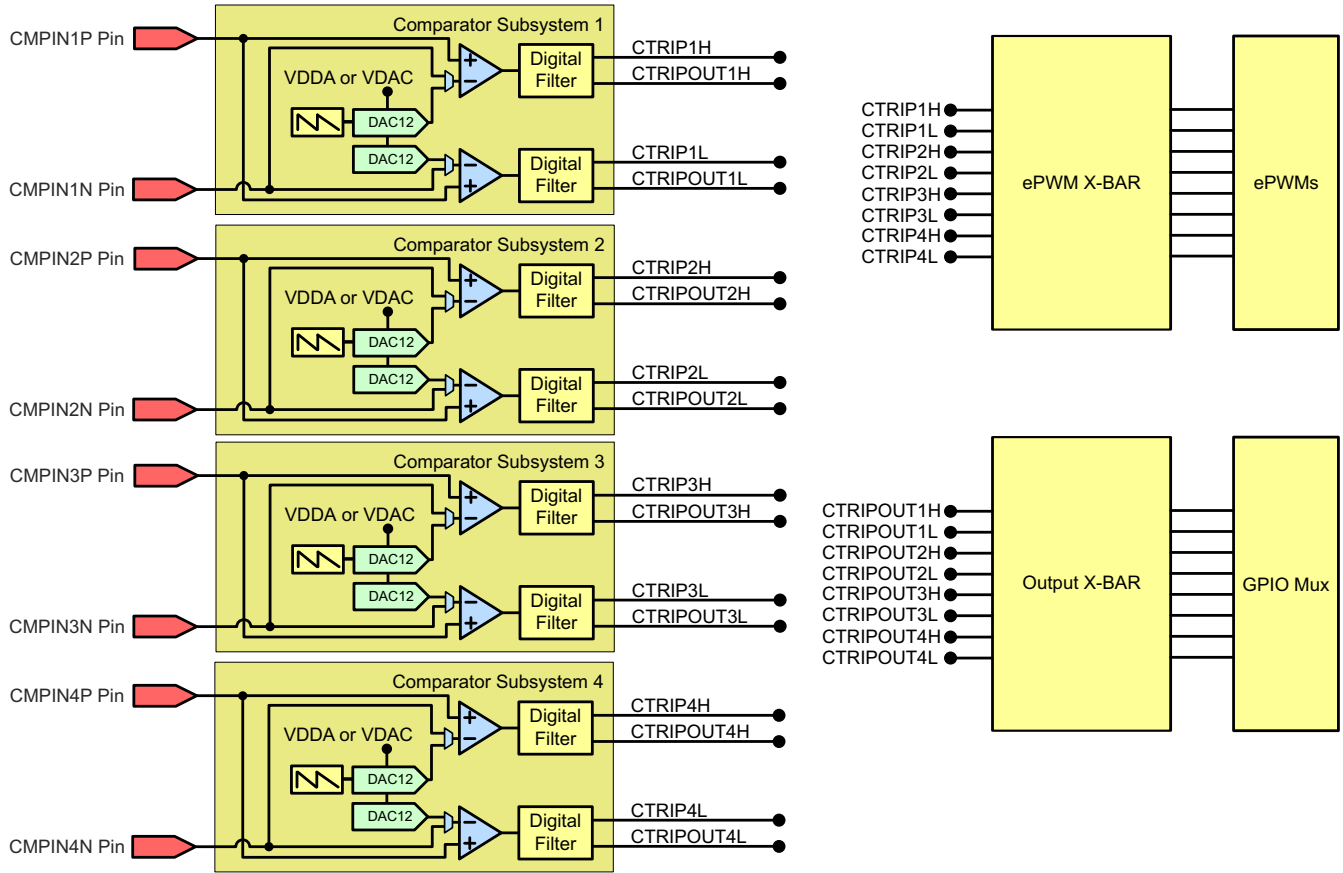 Comparator Subsystem 1
CMPIN1P Pin
VDDA or VDAC
DAC12
DAC12
Digital
Filter
CTRIP1H
CTRIPOUT1H
CMPIN1N Pin
Digital
Filter
CTRIP1L
CTRIPOUT1L
Comparator Subsystem 2
CMPIN2P Pin
VDDA or VDAC
DAC12
DAC12
Digital
Filter
CTRIP2H
CTRIPOUT2H
CMPIN2N Pin
Digital
Filter
CTRIP2L
CTRIPOUT2L
Comparator Subsystem 3
CMPIN3P Pin
VDDA or VDAC
DAC12
DAC12
Digital
Filter
CTRIP3H
CTRIPOUT3H
CMPIN3N Pin
Digital
Filter
CTRIP3L
CTRIPOUT3L
Comparator Subsystem 4
CMPIN4P Pin
VDDA or VDAC
DAC12
DAC12
Digital
Filter
CTRIP4H
CTRIPOUT4H
CMPIN4N Pin
Digital
Filter
CTRIP4L
CTRIPOUT4L
CTRIP1H
CTRIP1L
CTRIP2H
CTRIP2L
CTRIP3H
CTRIP3L
CTRIP4H
CTRIP4L
ePWM X-BAR
ePWMs
CTRIPOUT1H
CTRIPOUT1L
CTRIPOUT2H
CTRIPOUT2L
CTRIPOUT3H
CTRIPOUT3L
CTRIPOUT4H
CTRIPOUT4L
Output X-BAR
GPIO Mux